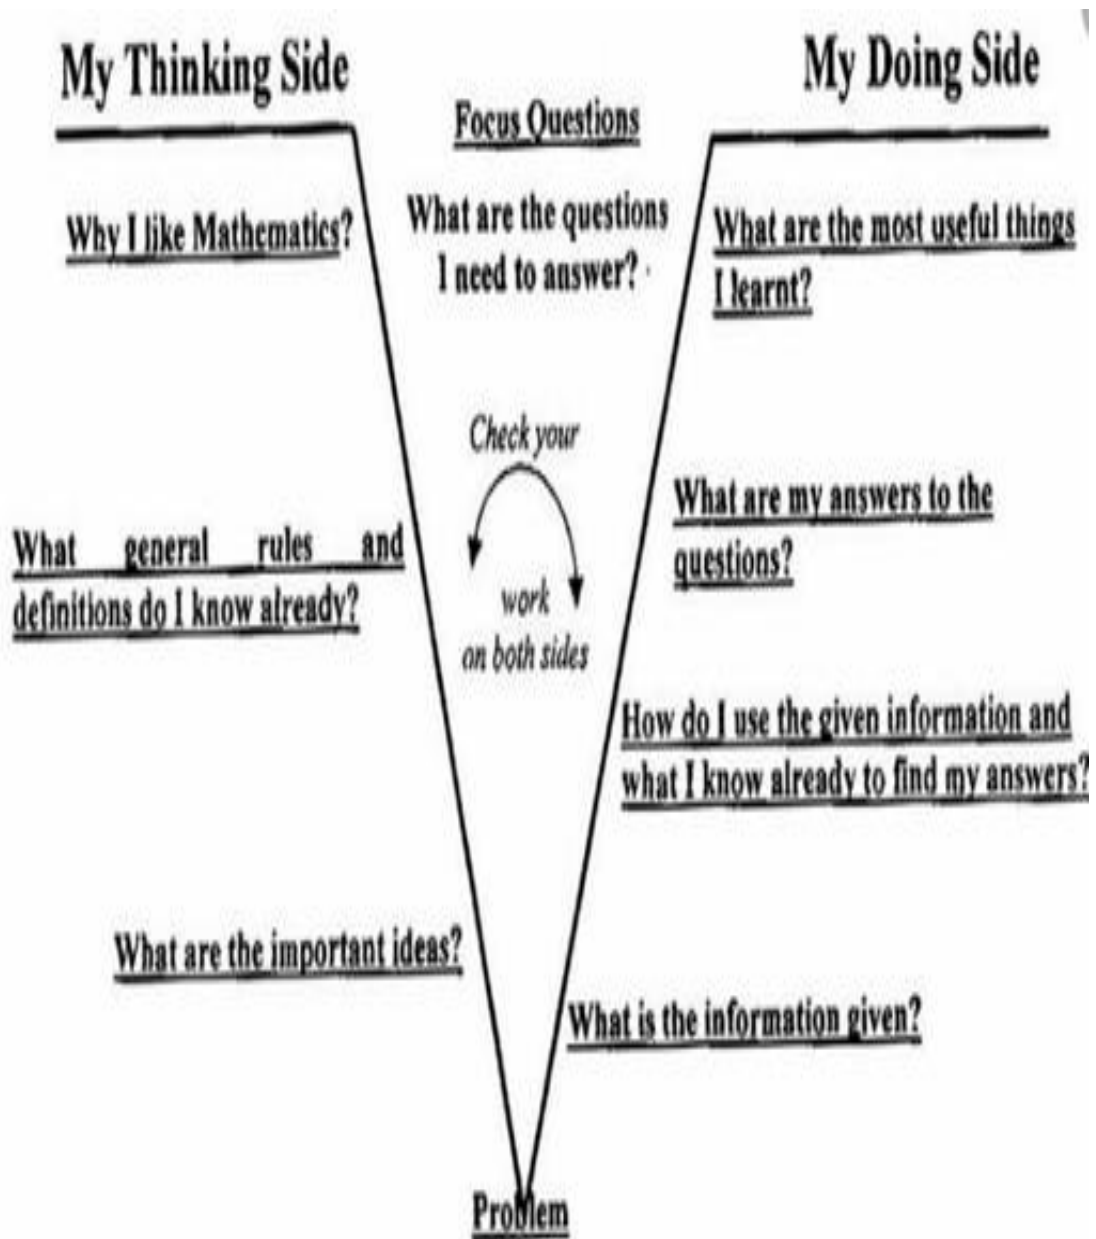 My Thinking Side
My Doing Side
Focus Questions
Why I like Mathematics?
What are the questions
I need to answer?
What are the most useful things
I learnt?
Check your
work
on both sides
What general rules and
definitions do I know already?
What are my answers to the
questions?
How do I use the given information and
what I know already to find my answers?
What are the important ideas?
What is the information given?
Problem